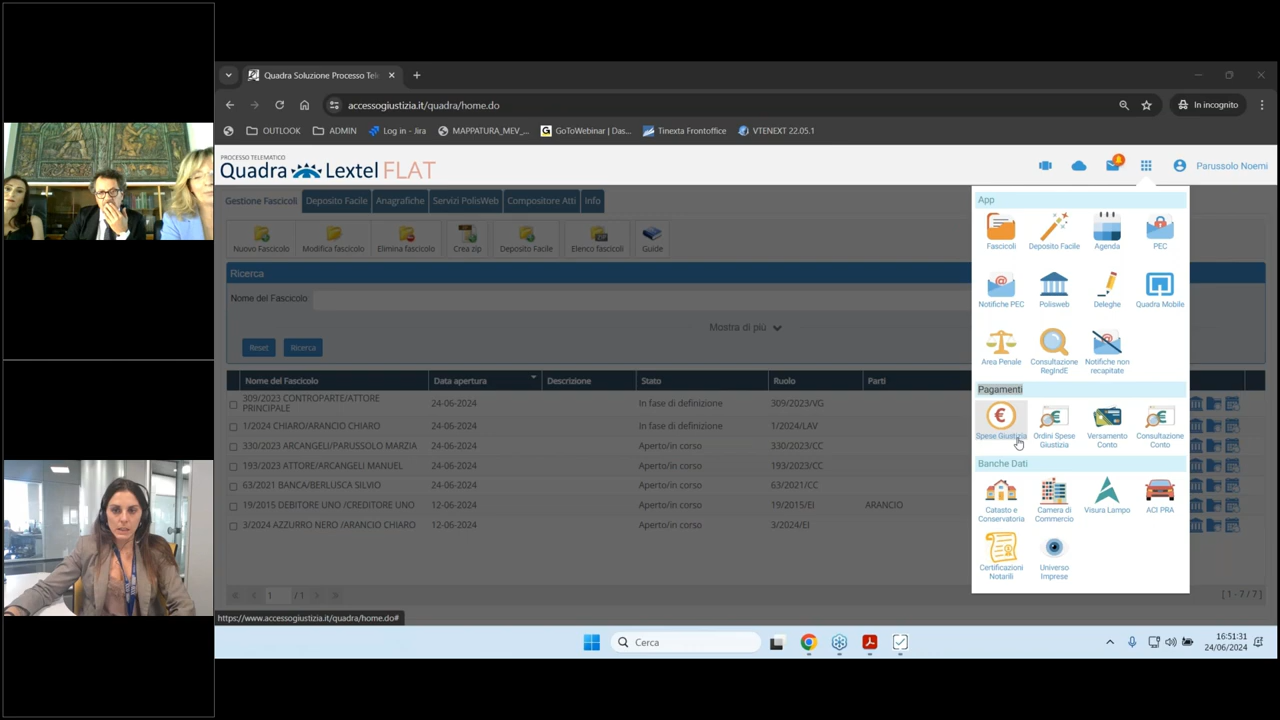 Quadra Soluzione Processo Tele
accessogiustizia.it/quadra/home.do
In incognito
OUTLOOK
ADMIN
Log in - Jira
MAPPATURA_MEV_...
GoToWebinar | Das...
Tinexta Frontoffice
VTENEXT 22.05.1
PROCESSO TELEMATICO
Quadra Lextel FLAT
Parussolo Noemi
Gestione Fascicoli
Deposito Facile
Anagrafiche
Servizi PolisWeb
Compositore Atti
Info
Nuovo Fascicolo
Modifica fascicolo
Elimina fascicolo
Crea zip
Deposito Facile
Elenco fascicoli
Guide
Ricerca
Nome del Fascicolo
Mostra di più
Reset
Ricerca
Nome del Fascicolo Data apertura Descrizione Stato Ruolo Parti
309/2023 CONTROPARTE/ATTORE
PRINCIPALE
24-06-2024 In fase di definizione 309/2023/VG
1/2024 CHIARO/ARANCIO CHIARO 24-06-2024 In fase di definizione 1/2024/LAV
330/2023 ARCANGELI/PARUSSOLO MARZIA 24-06-2024 Aperto/in corso 330/2023/CC
193/2023 ATTORE/ARCANGELI MANUEL 24-06-2024 Aperto/in corso 193/2023/CC
63/2021 BANCA/BERLUSCA SILVIO 24-06-2024 Aperto/in corso 63/2021/CC
19/2015 DEBITORE UNO /CREDITORE UNO 12-06-2024 Aperto/in corso 19/2015/EI ARANCIO
3/2024 AZZURRO NERO /ARANCIO CHIARO 12-06-2024 Aperto/in corso 3/2024/EI
1 / 1
[ 1 - 7 / 7 ]
App
Fascicoli
Deposito Facile
Agenda
PEC
Notifiche PEC
Polisweb
Deleghe
Quadra Mobile
Area Penale
Consultazione
RegIndE
Notifiche non
recapitate
Pagamenti
Spese Giustizia
Ordini Spese
Giustizia
Versamento
Conto
Consultazione
Conto
Banche Dati
Catasto e
Conservatoria
Camera di
Commercio
Visura Lampo
ACI PRA
Certificazioni
Notarili
Universo
Imprese
https://www.accessogiustizia.it/quadra/home.do#
Cerca
16:51:31
24/06/2024